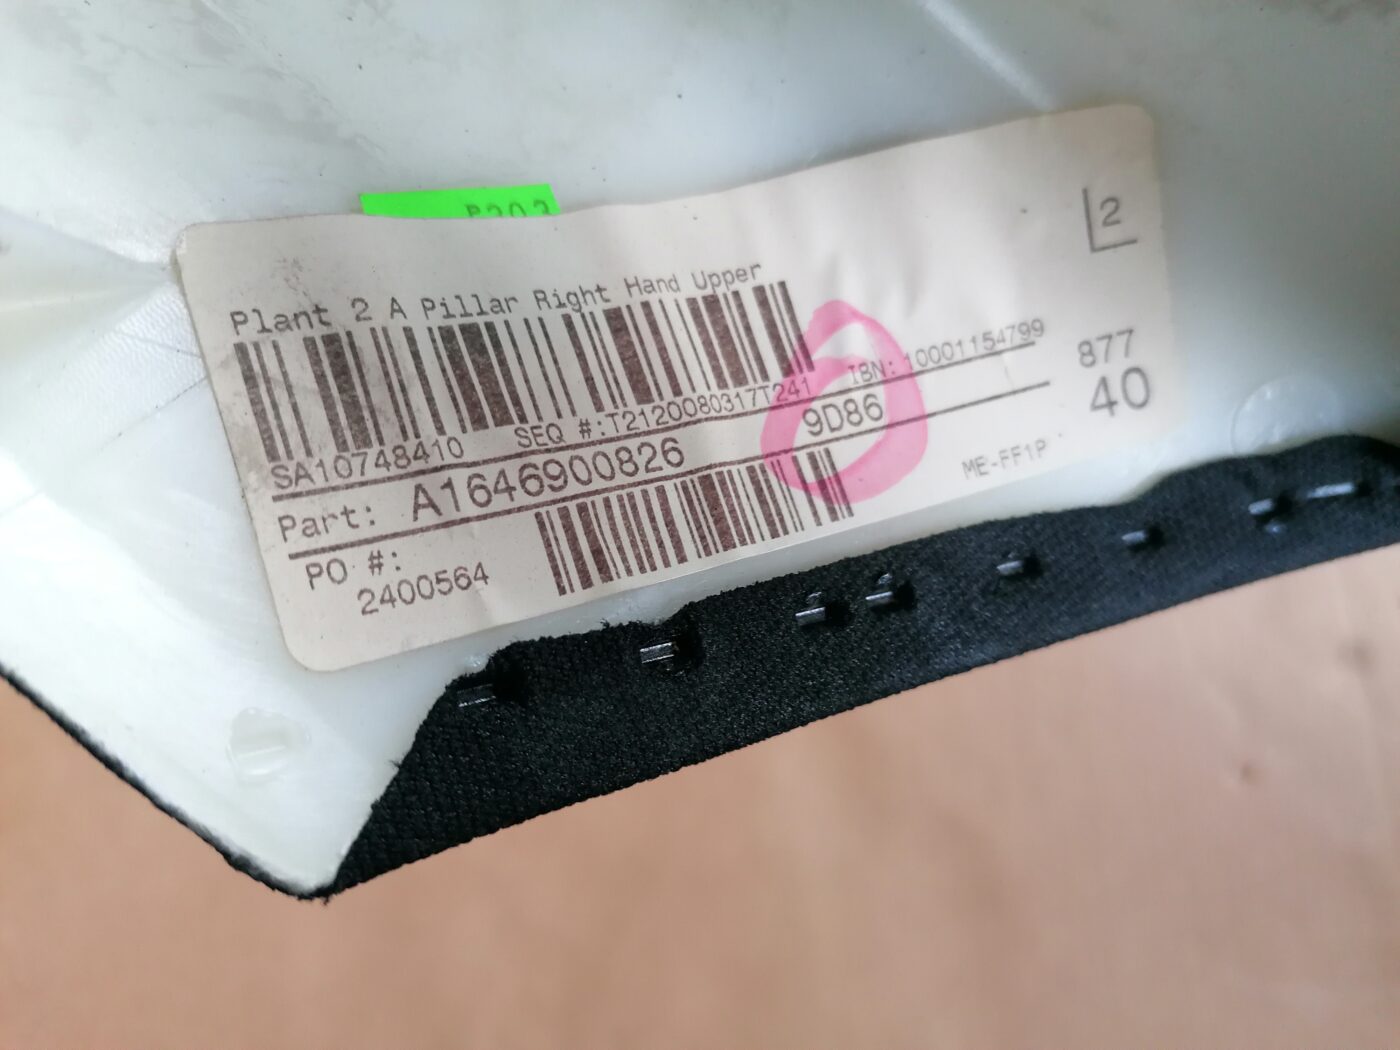 2
Plant 2 A Pillar Right Hand Upper
SA10748410 SEQ #:T2120080317T241 IBN: 10001154799
877
Part: A1646900826 9D86
40
PO #:
2400564
ME-FF1P